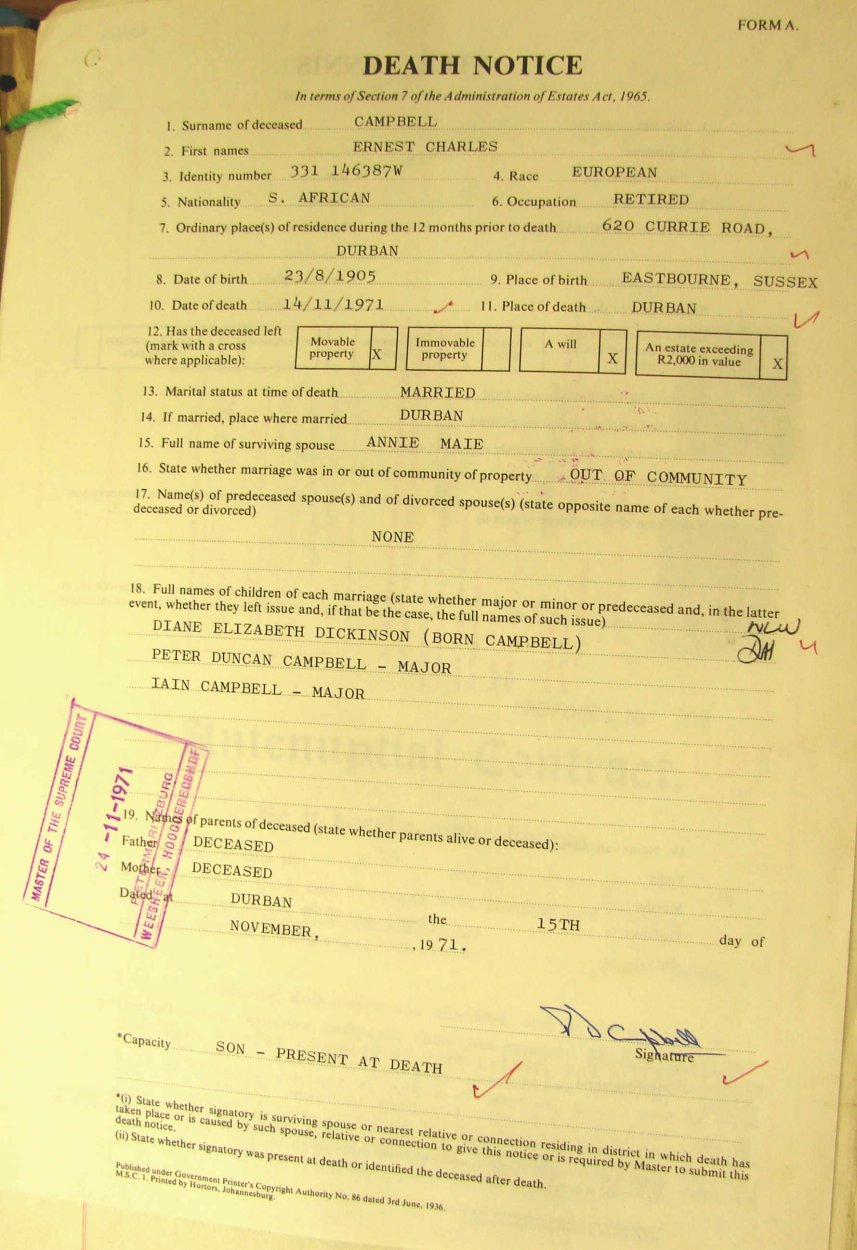 FORM A.
DEATH NOTICE
In terms of Section 7 of the Administration of Estates Act, 1965.
1. Surname of deceased CAMPBELL
2. First names ERNEST CHARLES
3. Identity number 331 146387W 4. Race EUROPEAN
5. Nationality S. AFRICAN 6. Occupation RETIRED
7. Ordinary place(s) of residence during the 12 months prior to death 620 CURRIE ROAD,
DURBAN
8. Date of birth 23/8/1905 9. Place of birth EASTBOURNE, SUSSEX
10. Date of death 14/11/1971 11. Place of death DURBAN
12. Has the deceased left
(mark with a cross
where applicable):
Movable
property X
Immovable
property
A will X
An estate exceeding
R2,000 in value X
13. Marital status at time of death MARRIED
14. If married, place where married DURBAN
15. Full name of surviving spouse ANNIE MAIE
16. State whether marriage was in or out of community of property OUT OF COMMUNITY
17. Name(s) of predeceased spouse(s) and of divorced spouse(s) (state opposite name of each whether pre-
deceased or divorced)
NONE
18. Full names of children of each marriage (state whether major or minor or predeceased and, in the latter
event, whether they left issue and, if that be the case, the full names of such issue)
DIANE ELIZABETH DICKINSON (BORN CAMPBELL)
PETER DUNCAN CAMPBELL - MAJOR
IAIN CAMPBELL - MAJOR
MASTER OF THE SUPREME COURT
24 -11-1971
PIETERMARITZBURG
WEESHEER, HOOGGEREGSHOF
19. Names of parents of deceased (state whether parents alive or deceased):
Father DECEASED
Mother DECEASED
Dated at DURBAN the 15TH day of
NOVEMBER, , 19 71.
Signature
*Capacity SON - PRESENT AT DEATH
*(i) State whether signatory is surviving spouse or nearest relative or connection residing in district in which death has
taken place or is caused by such spouse, relative or connection to give this notice or is required by Master to submit this
death notice.
(ii) State whether signatory was present at death or identified the deceased after death.
Published under Government Printer's Copyright Authority No. 86 dated 3rd June, 1936.
M.S.C. 1. Printed by Hortors, Johannesburg.